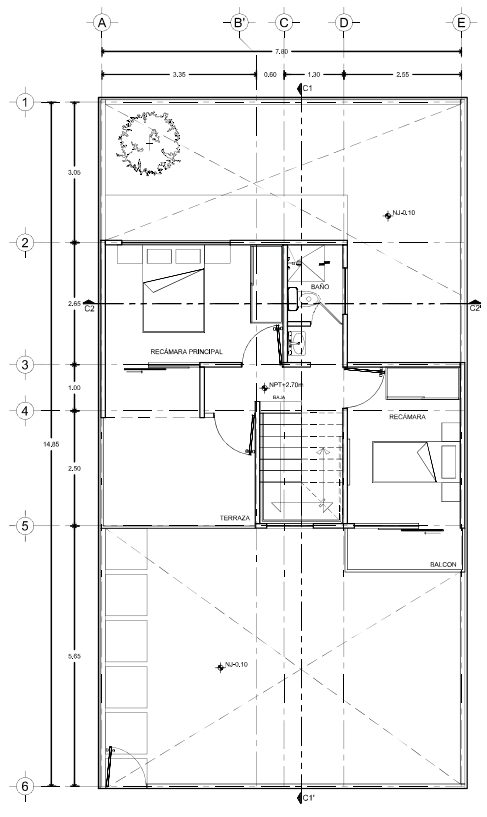 A B' C D E
7.80
3.35 0.60 1.30 2.55
C1
1
3.05
NJ-0.10
2
2.65
BAÑO
C2 C2'
RECÁMARA PRINCIPAL
3
1.00
NPT+2.70m
BAJA
4
RECÁMARA
14.85
2.50
TERRAZA
5
BALCON
5.65
NJ-0.10
6
C1'